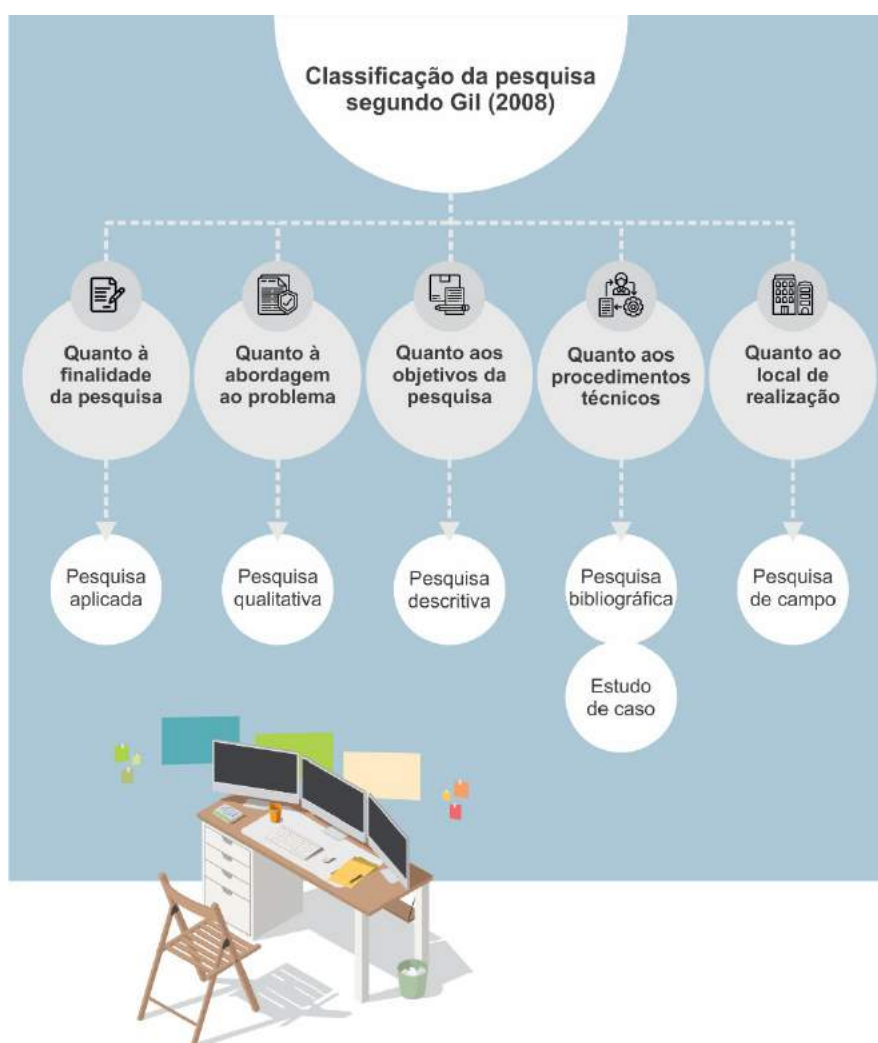 Classificação da pesquisa
segundo Gil (2008)
Quanto à
finalidade
da pesquisa
Quanto à
abordagem
ao problema
Quanto aos
objetivos da
pesquisa
Quanto aos
procedimentos
técnicos
Quanto ao
local de
realização
Pesquisa
aplicada
Pesquisa
qualitativa
Pesquisa
descritiva
Pesquisa
bibliográfica
Estudo
de caso
Pesquisa
de campo